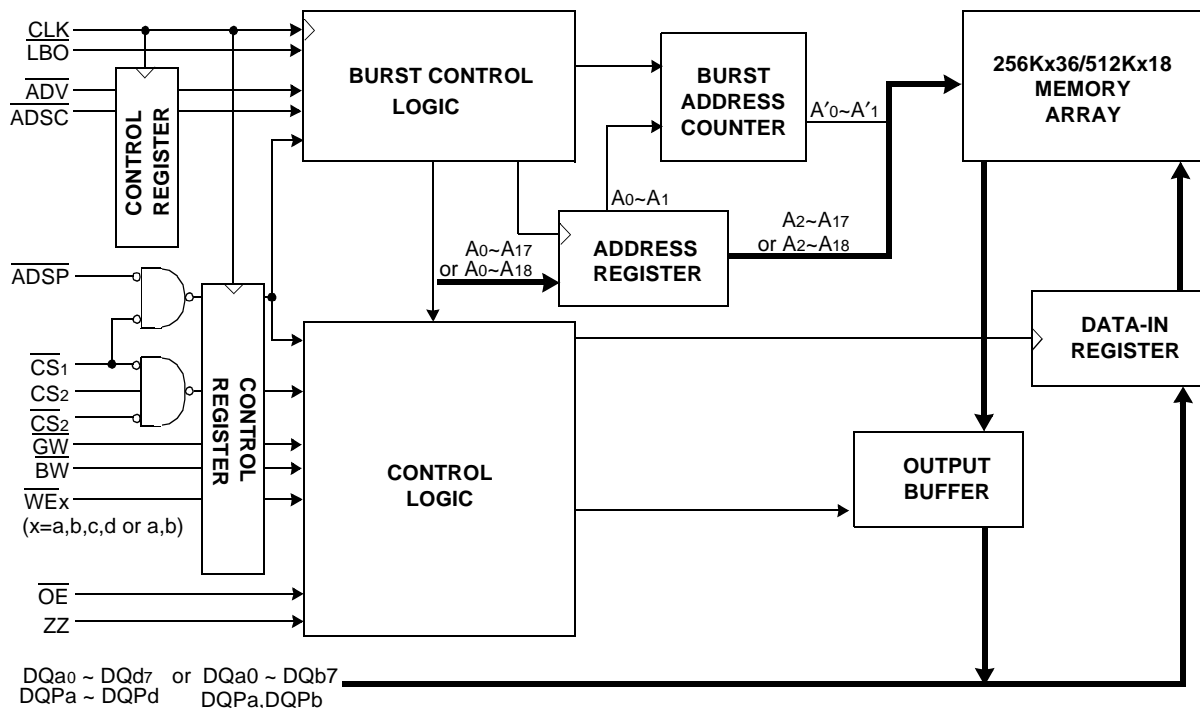 CLK
LBO
ADV
ADSC
CONTROL
REGISTER
BURST CONTROL
LOGIC
BURST
ADDRESS
COUNTER
A′0~A′1
256Kx36/512Kx18
MEMORY
ARRAY
A0~A1
ADDRESS
REGISTER
A0~A17
or A0~A18
A2~A17
or A2~A18
ADSP
CS1
CS2
CS2
GW
BW
WEx
(x=a,b,c,d or a,b)
CONTROL
REGISTER
CONTROL
LOGIC
DATA-IN
REGISTER
OUTPUT
BUFFER
OE
ZZ
DQa0 ~ DQd7 or DQa0 ~ DQb7
DQPa ~ DQPd DQPa,DQPb